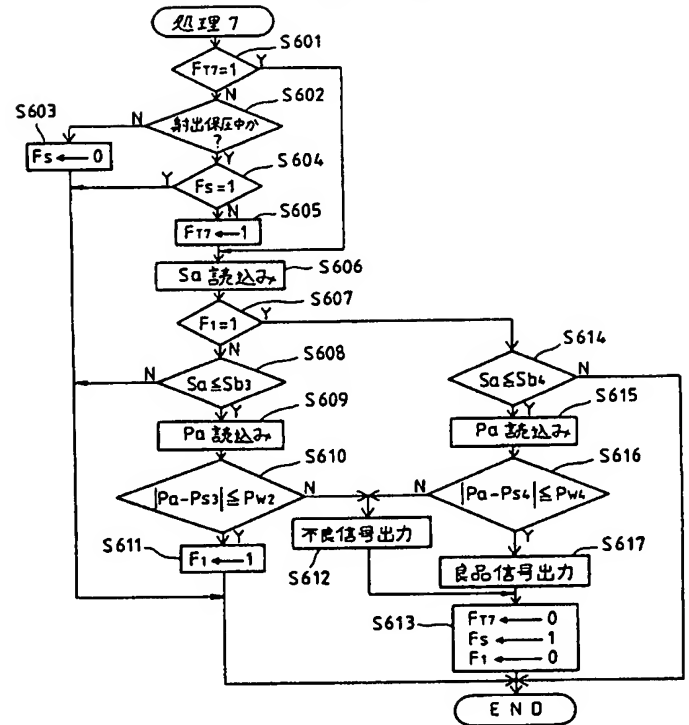 処理7
S601
FT7=1
Y
N
S602
射出保圧中か
?
N
Y
S603
Fs←0
S604
Fs=1
Y
N
S605
FT7←1
Sa 読込み
S606
S607
F1=1
Y
N
S608
Sa≦Sb3
N
Y
S609
Pa 読込み
S610
|Pa-Ps3|≦Pw2
N
Y
S611
F1←1
S614
Sa≦Sb4
N
Y
S615
Pa 読込み
S616
|Pa-Ps4|≦Pw4
N
Y
不良信号出力
S612
S617
良品信号出力
S613
FT7←0
Fs←1
F1←0
END